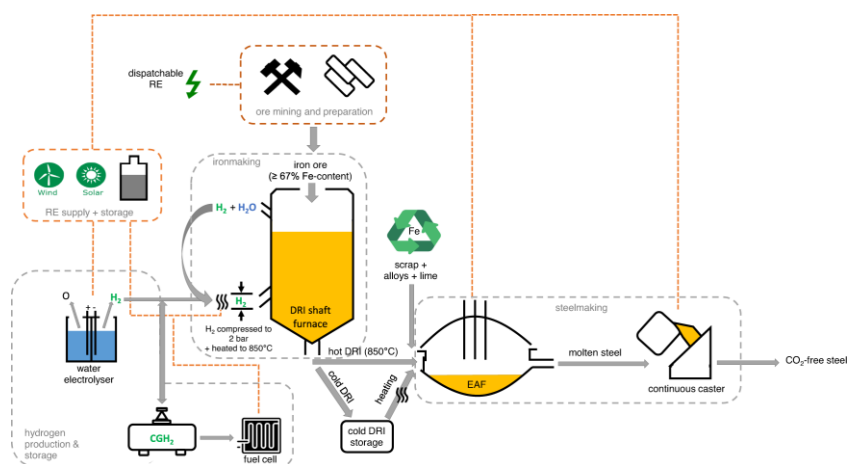 dispatchable
RE
ore mining and preparation
ironmaking
iron ore
(≥ 67% Fe-content)
Wind
Solar
RE supply + storage
H₂ + H₂O
Fe
scrap +
alloys + lime
O
+ -
H₂
H₂
DRI shaft
furnace
H₂ compressed to
2 bar
+ heated to 850°C
steelmaking
water
electrolyser
hot DRI (850°C)
molten steel
CO₂-free steel
EAF
continuous caster
cold DRI
heating
hydrogen
production &
storage
CGH₂
fuel cell
cold DRI
storage